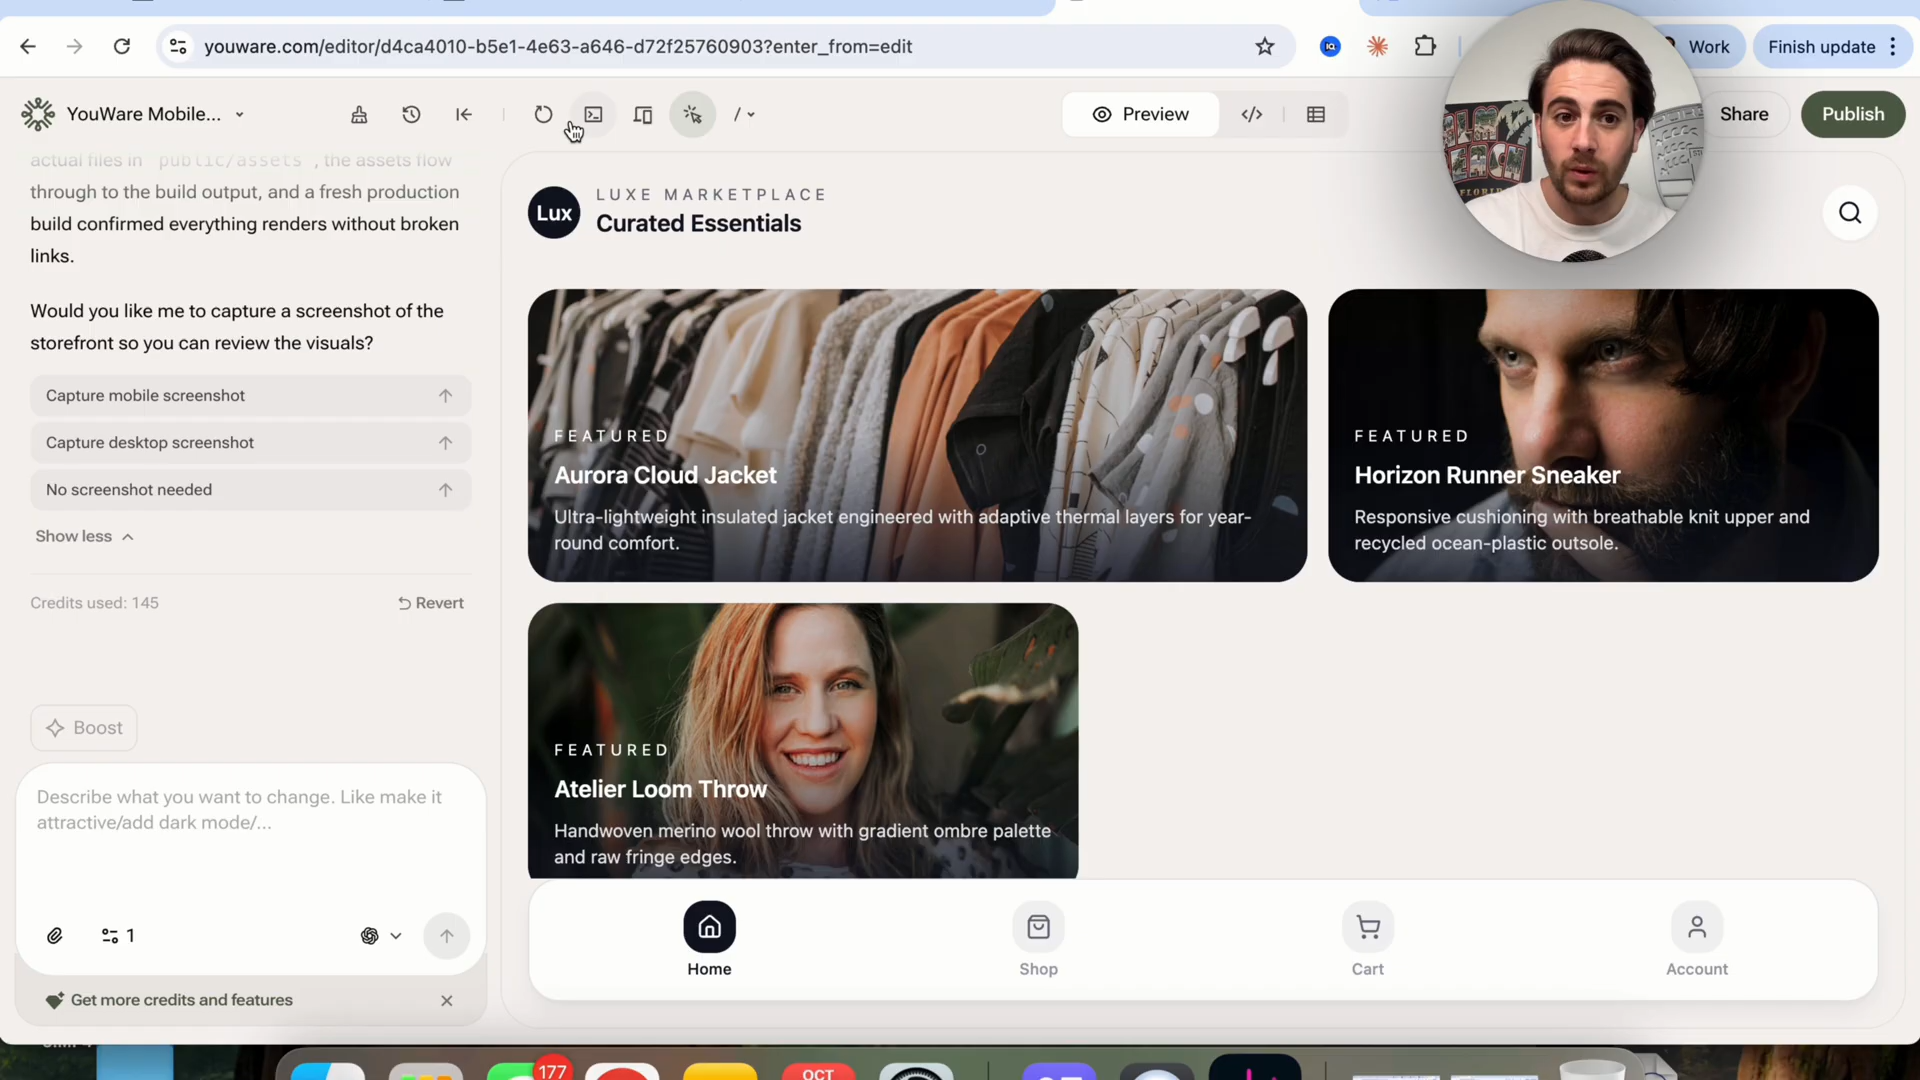 youware.com/editor/d4ca4010-b5e1-4e63-a646-d72f25760903?enter_from=edit
Work
Finish update
YouWare Mobile...
/
Preview
Share
Publish
actual files in public/assets , the assets flow
through to the build output, and a fresh production
build confirmed everything renders without broken
links.
Would you like me to capture a screenshot of the
storefront so you can review the visuals?
Capture mobile screenshot
Capture desktop screenshot
No screenshot needed
Show less
Credits used: 145
Revert
Boost
Describe what you want to change. Like make it
attractive/add dark mode/...
1
Get more credits and features
Lux
LUXE MARKETPLACE
Curated Essentials
FEATURED
Aurora Cloud Jacket
Ultra-lightweight insulated jacket engineered with adaptive thermal layers for year-
round comfort.
FEATURED
Horizon Runner Sneaker
Responsive cushioning with breathable knit upper and
recycled ocean-plastic outsole.
FEATURED
Atelier Loom Throw
Handwoven merino wool throw with gradient ombre palette
and raw fringe edges.
Home
Shop
Cart
Account
177
OCT